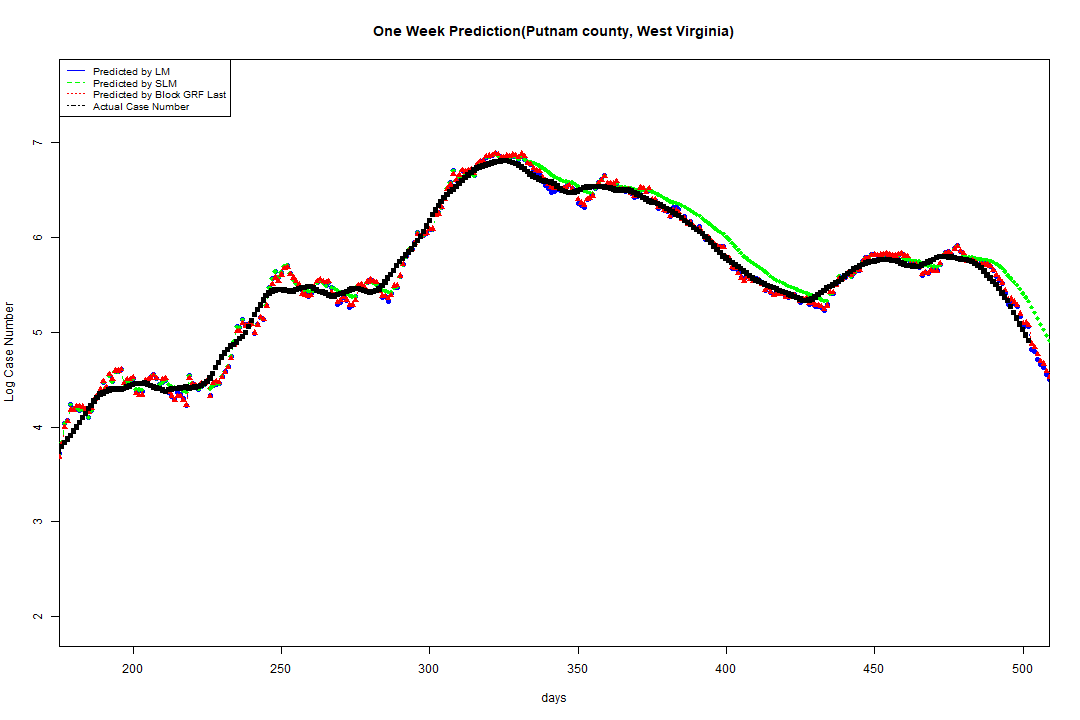 One Week Prediction(Putnam county, West Virginia)
Predicted by LM
Predicted by SLM
Predicted by Block GRF Last
Actual Case Number
7
6
5
4
3
2
Log Case Number
200 250 300 350 400 450 500
days